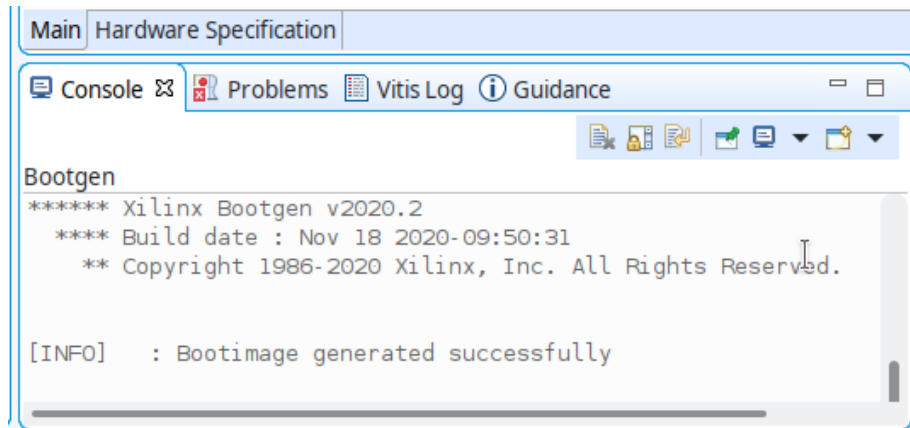 Main Hardware Specification
Console Problems Vitis Log Guidance
Bootgen
****** Xilinx Bootgen v2020.2
**** Build date : Nov 18 2020-09:50:31
** Copyright 1986-2020 Xilinx, Inc. All Rights Reserved.
[INFO] : Bootimage generated successfully